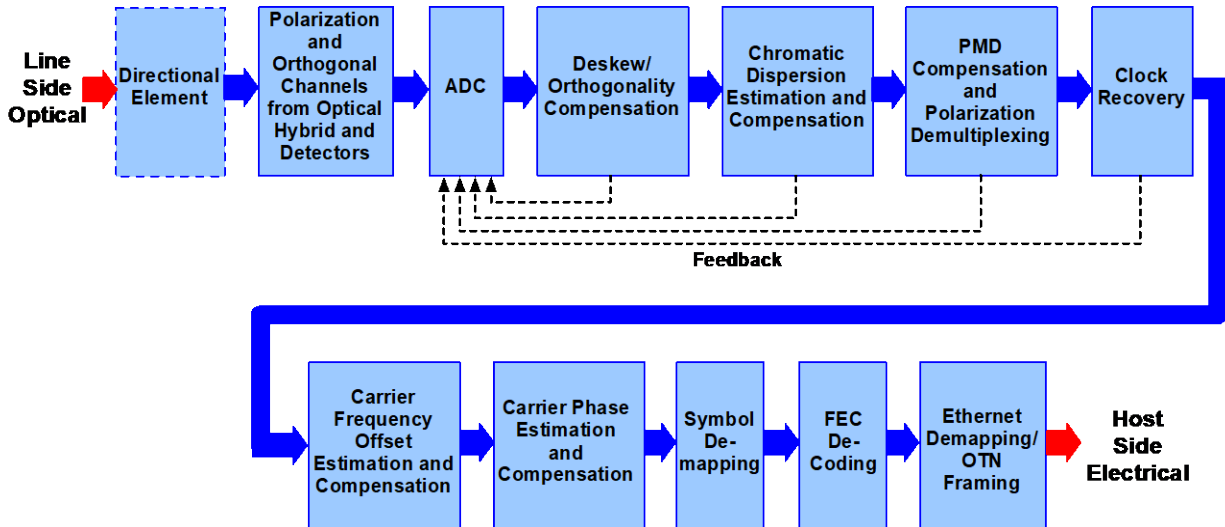 Line
Side
Optical
Directional
Element
Polarization
and
Orthogonal
Channels
from Optical
Hybrid and
Detectors
ADC
Deskew/
Orthogonality
Compensation
Chromatic
Dispersion
Estimation and
Compensation
PMD
Compensation
and
Polarization
Demultiplexing
Clock
Recovery
Feedback
Carrier
Frequency
Offset
Estimation and
Compensation
Carrier Phase
Estimation
and
Compensation
Symbol
De-
mapping
FEC
De-
Coding
Ethernet
Demapping/
OTN
Framing
Host
Side
Electrical